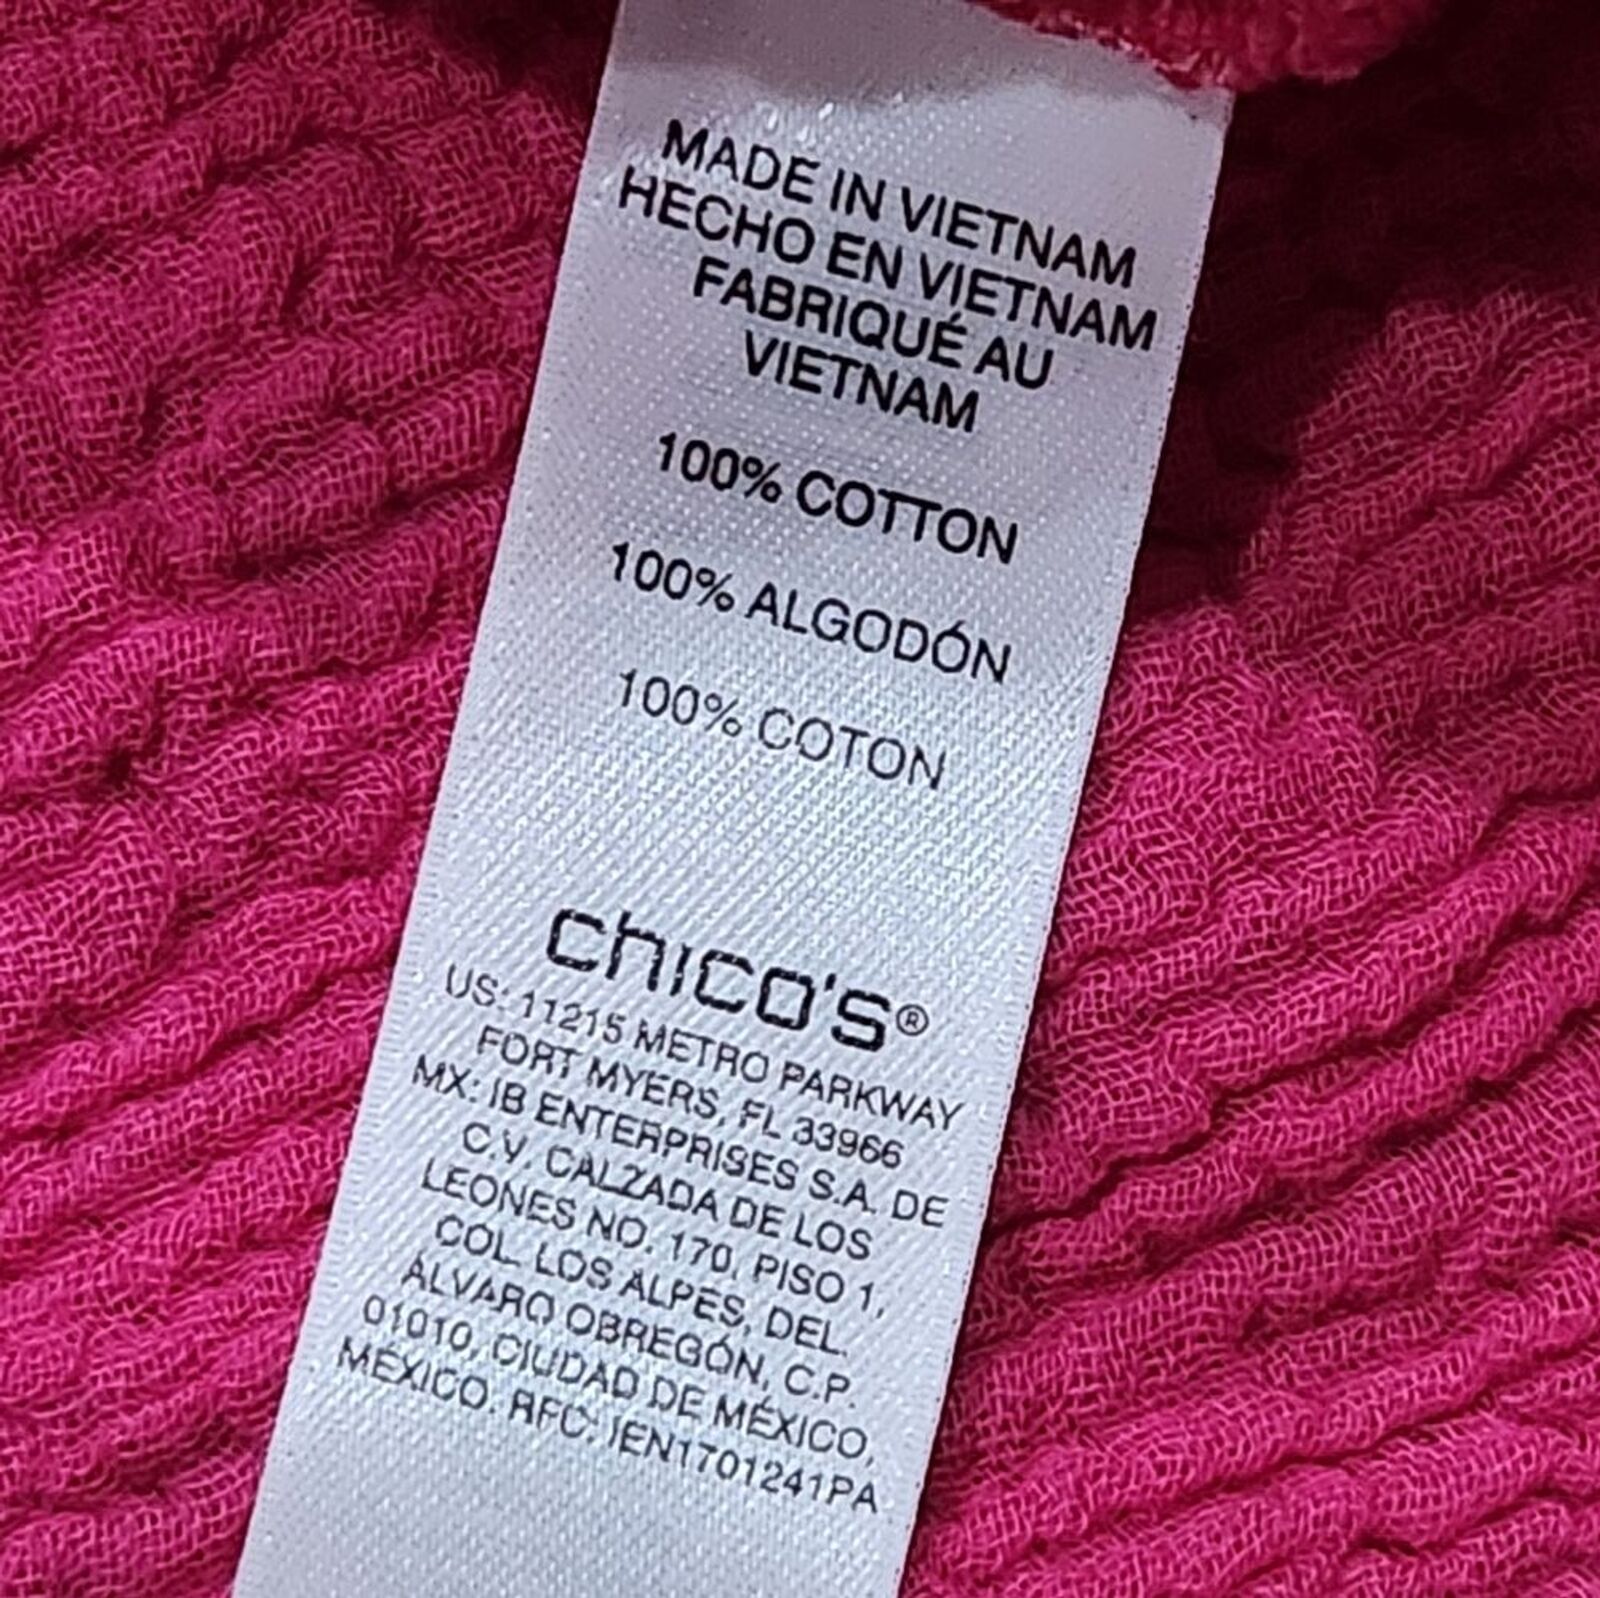 MADE IN VIETNAM
HECHO EN VIETNAM
FABRIQUÉ AU
VIETNAM
100% COTTON
100% ALGODÓN
100% COTON
CHICO'S®
US: 11215 METRO PARKWAY
FORT MYERS, FL 33966
MX: IB ENTERPRISES S.A. DE
C.V. CALZADA DE LOS
LEONES NO. 170, PISO 1,
COL. LOS ALPES, DEL.
ÁLVARO OBREGÓN, C.P.
01010, CIUDAD DE MÉXICO,
MÉXICO. RFC: IEN1701241PA